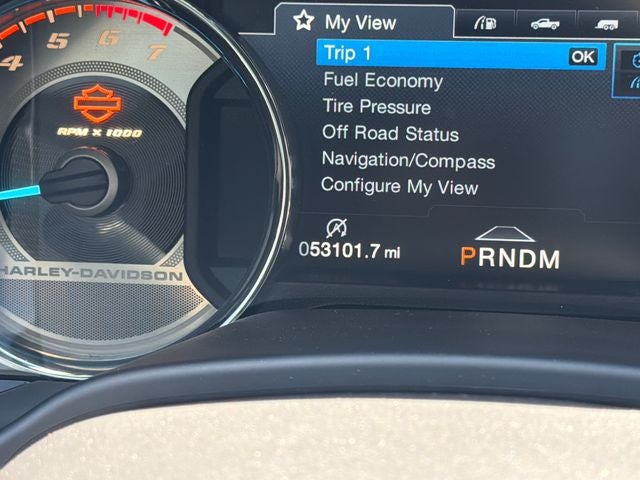 My View
Trip 1 OK
Fuel Economy
Tire Pressure
Off Road Status
Navigation/Compass
Configure My View
053101.7 mi
PRNDM
4 5 6 7
RPM X 1000
HARLEY-DAVIDSON